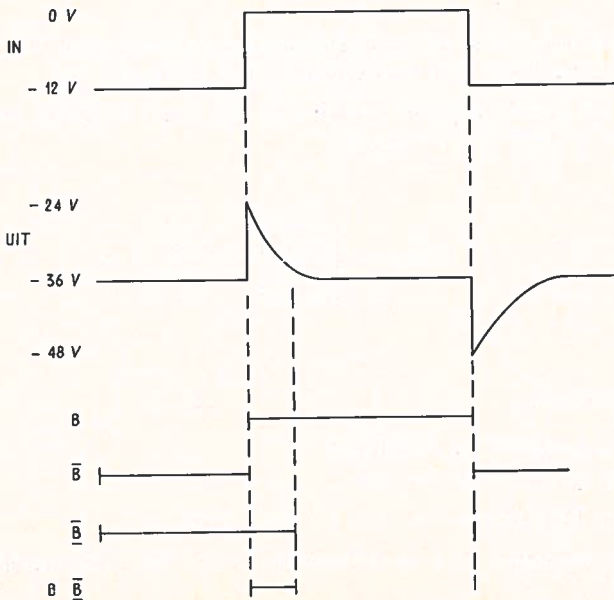 0 V
IN
- 12 V
- 24 V
UIT
- 36 V
- 48 V
B
B̅
B̲̅
B B̲̅